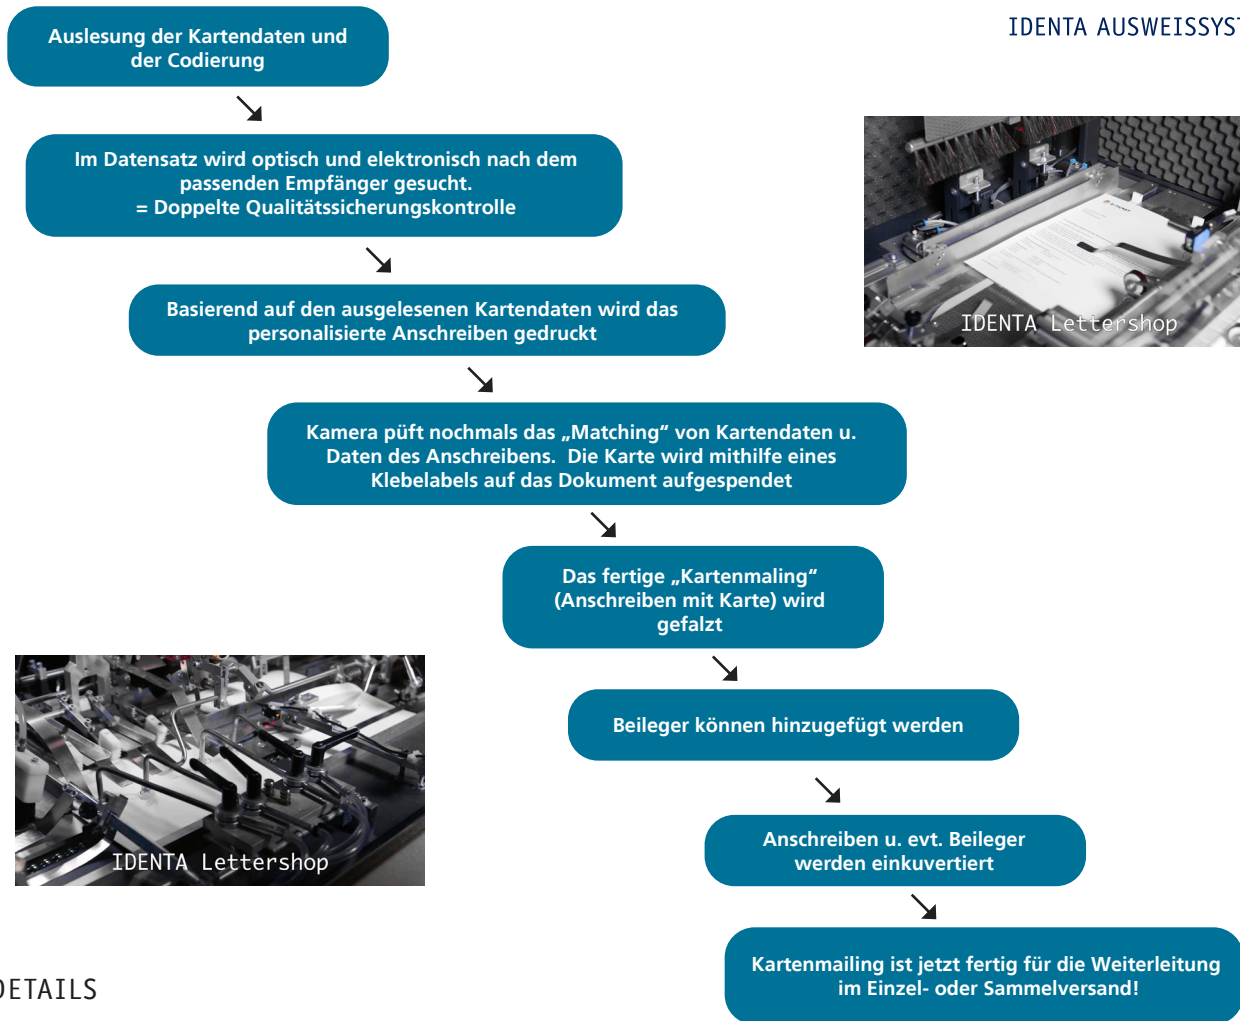 Auslesung der Kartendaten und
der Codierung
IDENTA AUSWEISSYST
Im Datensatz wird optisch und elektronisch nach dem
passenden Empfänger gesucht.
= Doppelte Qualitätssicherungskontrolle
Basierend auf den ausgelesenen Kartendaten wird das
personalisierte Anschreiben gedruckt
IDENTA Lettershop
Kamera püft nochmals das „Matching“ von Kartendaten u.
Daten des Anschreibens.  Die Karte wird mithilfe eines
Klebelabels auf das Dokument aufgespendet
Das fertige „Kartenmaling“
(Anschreiben mit Karte) wird
gefalzt
Beileger können hinzugefügt werden
IDENTA Lettershop
Anschreiben u. evt. Beileger
werden einkuvertiert
Kartenmailing ist jetzt fertig für die Weiterleitung
im Einzel- oder Sammelversand!
DETAILS